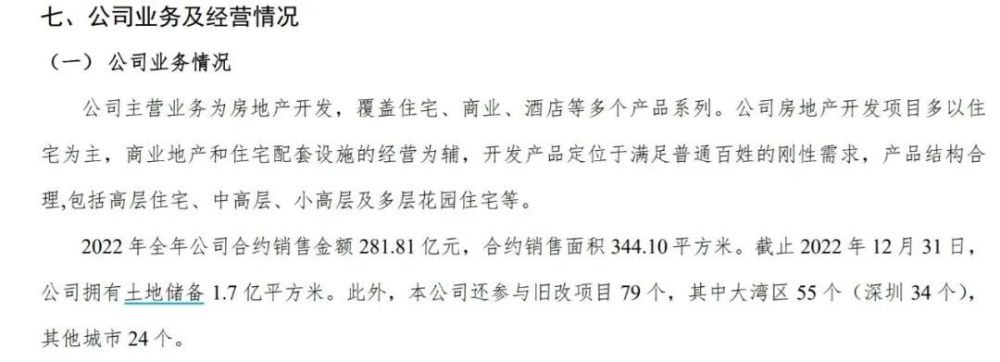 七、公司业务及经营情况
（一） 公司业务情况
公司主营业务为房地产开发，覆盖住宅、商业、酒店等多个产品系列。公司房地产开发项目多以住
宅为主，商业地产和住宅配套设施的经营为辅，开发产品定位于满足普通百姓的刚性需求，产品结构合
理,包括高层住宅、中高层、小高层及多层花园住宅等。
2022 年全年公司合约销售金额 281.81 亿元，合约销售面积 344.10 平方米。截止 2022 年 12 月 31 日，
公司拥有土地储备 1.7 亿平方米。此外，本公司还参与旧改项目 79 个，其中大湾区 55 个（深圳 34 个），
其他城市 24 个。